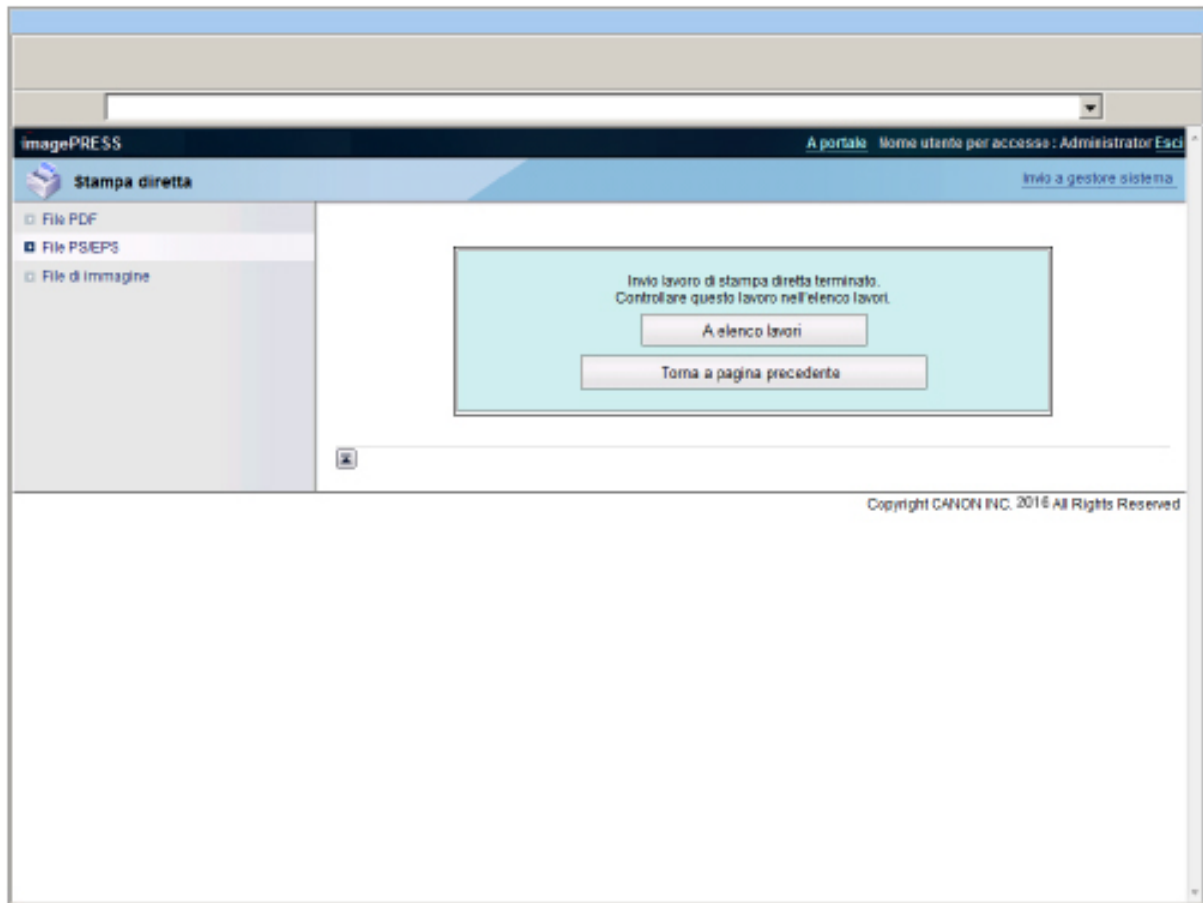 imagePRESS
A portale Nome utente per accesso : Administrator Esci
Stampa diretta
Invio a gestore sistema
File PDF
File PS/EPS
File di immagine
Invio lavoro di stampa diretta terminato.
Controllare questo lavoro nell'elenco lavori.
A elenco lavori
Torna a pagina precedente
Copyright CANON INC. 2016 All Rights Reserved